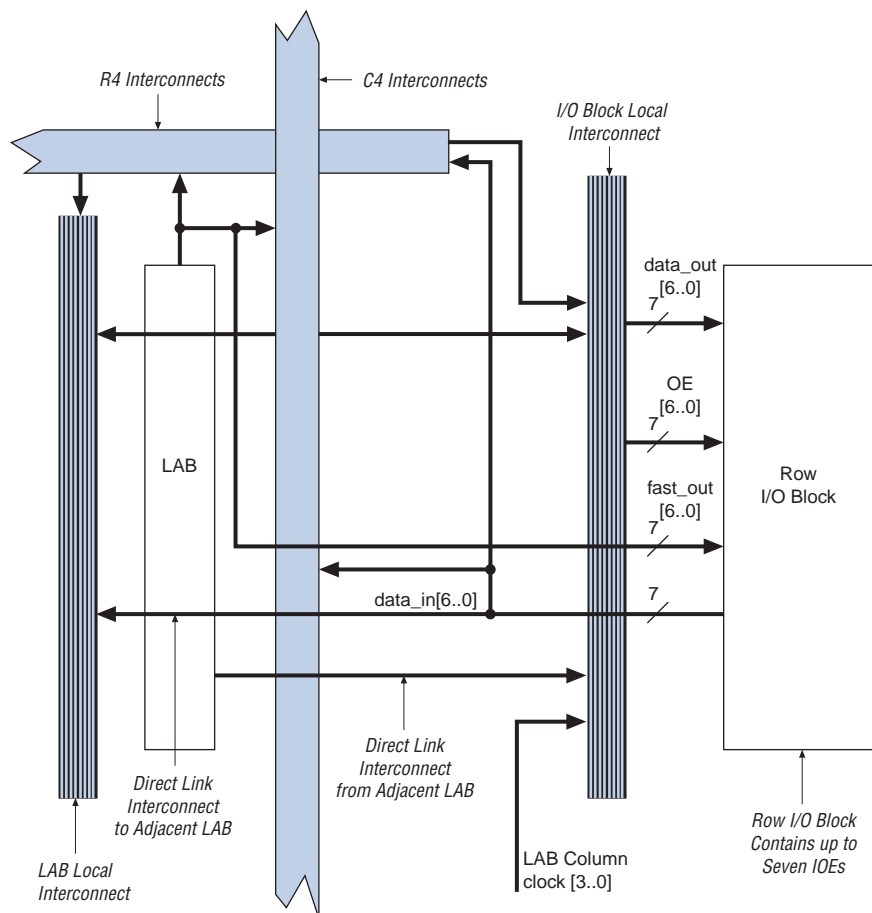 R4 Interconnects
C4 Interconnects
I/O Block Local
Interconnect
data_out
[6..0]
7
OE
[6..0]
7
LAB
Row
I/O Block
fast_out
[6..0]
7
data_in[6..0]
7
Direct Link
Interconnect
to Adjacent LAB
Direct Link
Interconnect
from Adjacent LAB
LAB Local
Interconnect
LAB Column
clock [3..0]
Row I/O Block
Contains up to
Seven IOEs